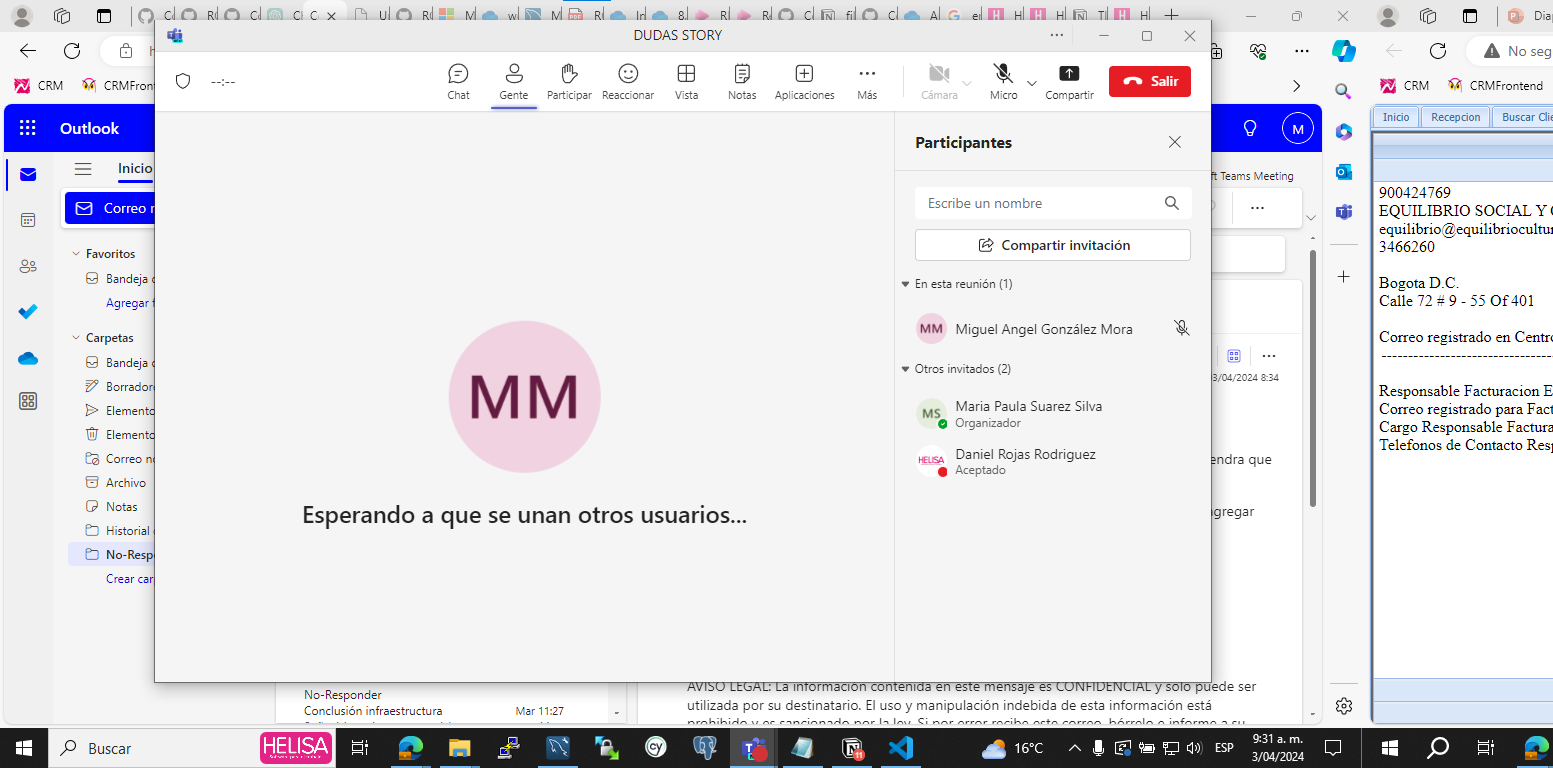 DUDAS STORY
--:--
Chat
Gente
Participar
Reaccionar
Vista
Notas
Aplicaciones
Más
Cámara
Micro
Compartir
Salir
MM
Esperando a que se unan otros usuarios...
Participantes
Escribe un nombre
Compartir invitación
En esta reunión (1)
MM Miguel Angel González Mora
Otros invitados (2)
MS Maria Paula Suarez Silva
Organizador
HELISA Daniel Rojas Rodriguez
Aceptado
CRM
CRMFront
Outlook
Inicio
Correo
Favoritos
Bandeja
Agregar
Carpetas
Bandeja
Borrador
Elemento
Elemento
Correo
Archivo
Notas
Historial
No-Resp
Crear
M
Teams Meeting
3/04/2024 8:34
endra que
agregar
No-Responder
Conclusión infraestructura Mar 11:27
AVISO LEGAL: La información contenida en este mensaje es CONFIDENCIAL y solo puede ser
utilizada por su destinatario. El uso y manipulación indebida de esta información está
prohibido y es sancionado por la ley. Si por error recibe este correo, bórrelo e informe a su
No seg
CRM CRMFrontend
Inicio Recepcion Buscar Clie
900424769
EQUILIBRIO SOCIAL Y
equilibrio@equilibriocultur
3466260
Bogota D.C.
Calle 72 # 9 - 55 Of 401
Correo registrado en Centro
Responsable Facturacion E
Correo registrado para Fact
Cargo Responsable Factura
Telefonos de Contacto Resp
Buscar
HELISA
11
16°C
ESP
9:31 a. m.
3/04/2024